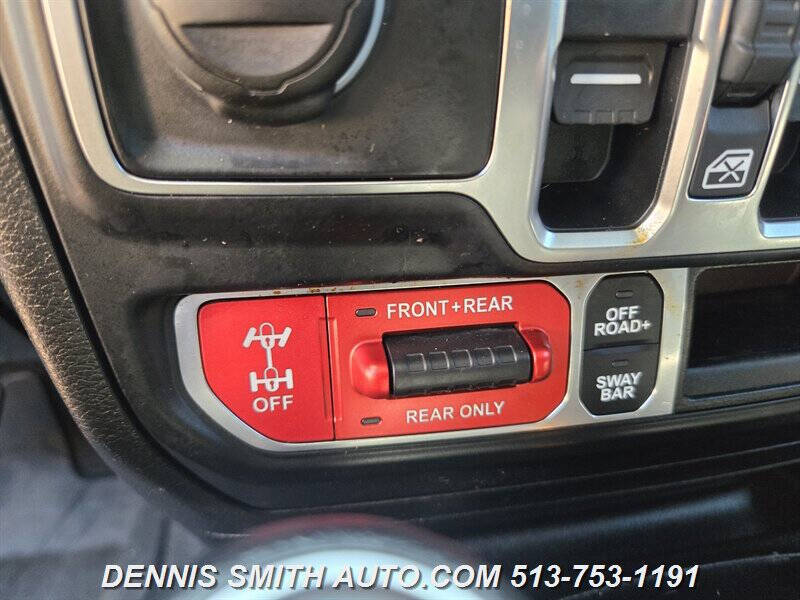 FRONT+REAR
OFF
REAR ONLY
OFF
ROAD+
SWAY
BAR
DENNIS SMITH AUTO.COM 513-753-1191